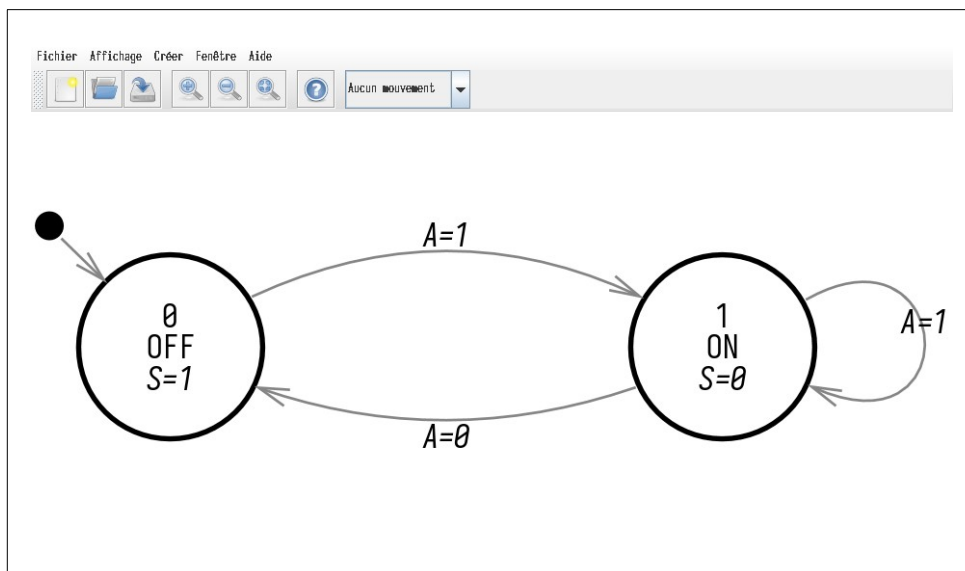 Fichier Affichage Créer Fenêtre Aide
Aucun mouvement
A=1
0
OFF
S=1
1
ON
S=0
A=1
A=0